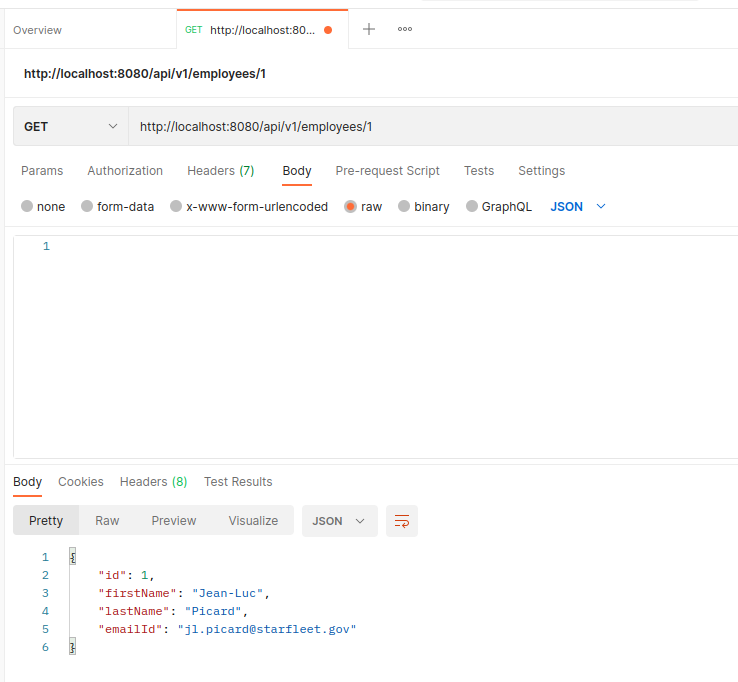 Overview GET http://localhost:80...
http://localhost:8080/api/v1/employees/1
GET http://localhost:8080/api/v1/employees/1
Params Authorization Headers (7) Body Pre-request Script Tests Settings
none form-data x-www-form-urlencoded raw binary GraphQL JSON
1
Body Cookies Headers (8) Test Results
Pretty Raw Preview Visualize JSON
1 {
2 "id": 1,
3 "firstName": "Jean-Luc",
4 "lastName": "Picard",
5 "emailId": "jl.picard@starfleet.gov"
6 }